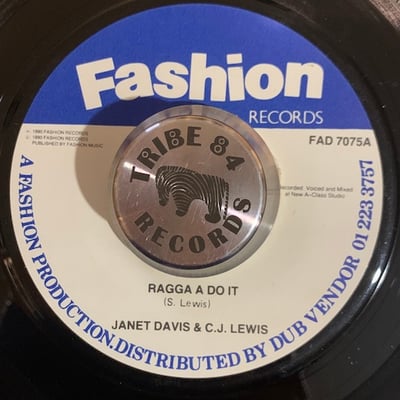 Fashion
RECORDS
℗ 1990 FASHION RECORDS
© 1990 FASHION RECORDS
PUBLISHED BY FASHION MUSIC
FAD 7075A
TRIBE 84
RECORDS
Recorded, Voiced and Mixed
at New A-Class Studio
RAGGA A DO IT
(S. Lewis)
JANET DAVIS & C.J. LEWIS
A FASHION PRODUCTION.DISTRIBUTED BY DUB VENDOR 01 223 3757